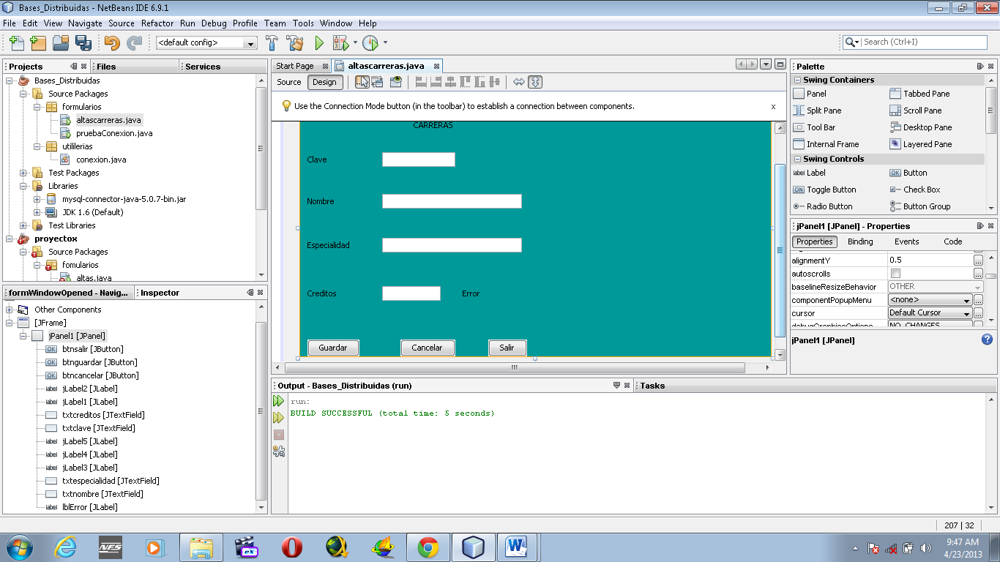 Bases_Distribuidas - NetBeans IDE 6.9.1
File Edit View Navigate Source Refactor Run Debug Profile Team Tools Window Help
<default config>
Search (Ctrl+I)
Projects Files Services
Bases_Distribuidas
Source Packages
formularios
altascarreras.java
pruebaConexion.java
utililerias
conexion.java
Test Packages
Libraries
mysql-connector-java-5.0.7-bin.jar
JDK 1.6 (Default)
Test Libraries
proyectox
Source Packages
fomularios
altas.java
formWindowOpened - Navig... Inspector
Other Components
[JFrame]
jPanel1 [JPanel]
btnsalir [JButton]
btnguardar [JButton]
btncancelar [JButton]
jLabel2 [JLabel]
jLabel1 [JLabel]
txtcreditos [JTextField]
txtclave [JTextField]
jLabel5 [JLabel]
jLabel4 [JLabel]
jLabel3 [JLabel]
txtespecialidad [JTextField]
txtnombre [JTextField]
lblError [JLabel]
Start Page altascarreras.java
Source Design
Use the Connection Mode button (in the toolbar) to establish a connection between components. x
CARRERAS
Clave
Nombre
Especialidad
Creditos Error
Guardar Cancelar Salir
Output - Bases_Distribuidas (run) Tasks
run:
BUILD SUCCESSFUL (total time: 5 seconds)
Palette
Swing Containers
Panel Tabbed Pane
Split Pane Scroll Pane
Tool Bar Desktop Pane
Internal Frame Layered Pane
Swing Controls
label Label OK Button
ON Toggle Button Check Box
Radio Button Button Group
jPanel1 [JPanel] - Properties
Properties Binding Events Code
alignmentY 0.5 ...
autoscrolls ...
baselineResizeBehavior OTHER
componentPopupMenu <none> ...
cursor Default Cursor ...
debugGraphicsOptions NO_CHANGES
jPanel1 [JPanel]
207 | 32
NFS
ex
9:47 AM
4/23/2013